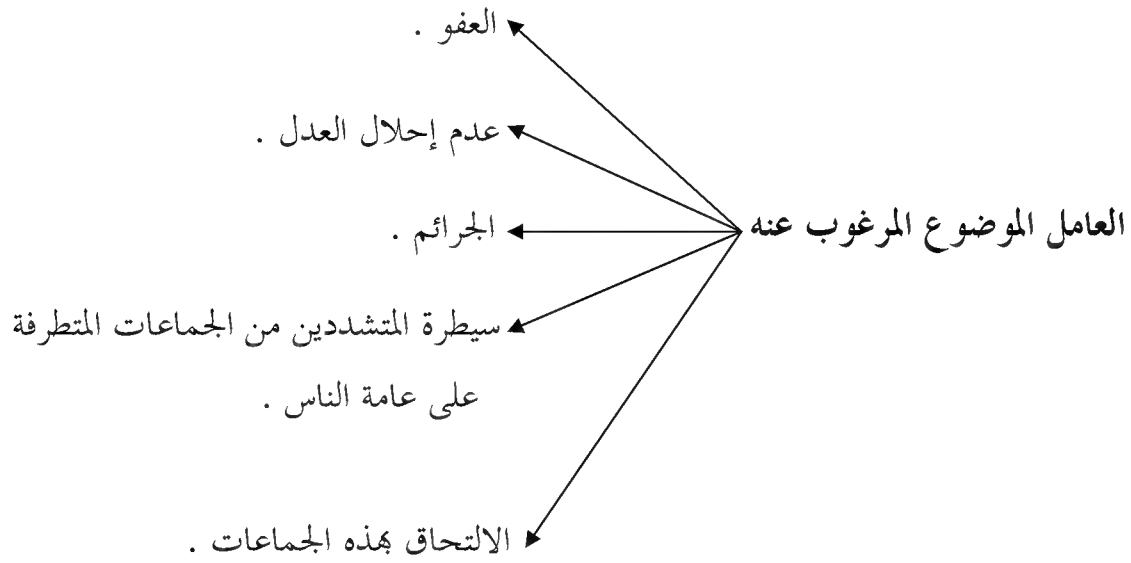 العفو .
عدم إحلال العدل .
العامل الموضوع المرغوب عنه
الجرائم .
سيطرة المتشددين من الجماعات المتطرفة
على عامة الناس .
الالتحاق بهذه الجماعات .